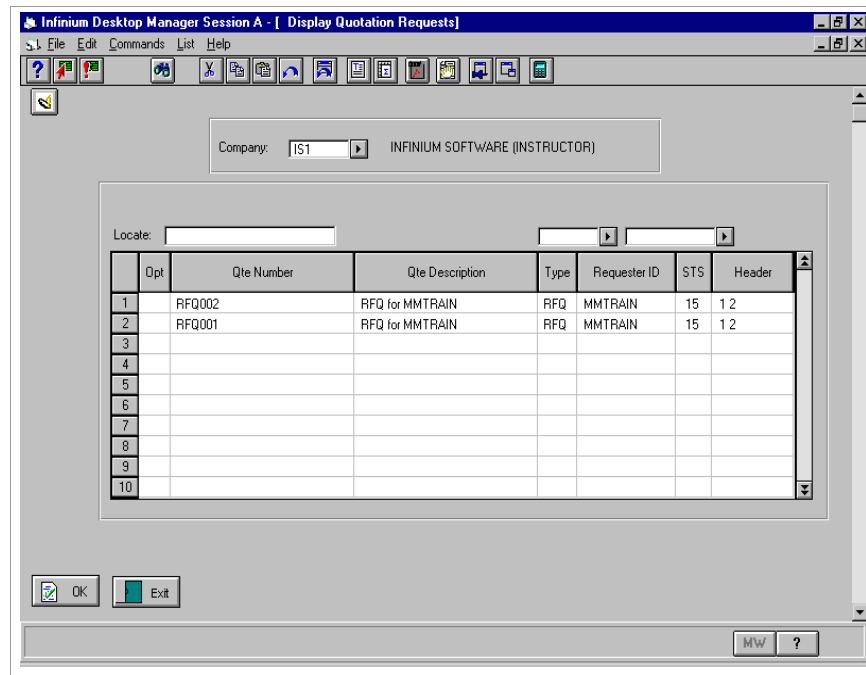 Infinium Desktop Manager Session A - [ Display Quotation Requests]
File Edit Commands List Help
Company: IS1 INFINIUM SOFTWARE (INSTRUCTOR)
Locate:
Opt Qte Number Qte Description Type Requester ID STS Header
1 RFQ002 RFQ for MMTRAIN RFQ MMTRAIN 15 1 2
2 RFQ001 RFQ for MMTRAIN RFQ MMTRAIN 15 1 2
3
4
5
6
7
8
9
10
OK Exit
MW ?